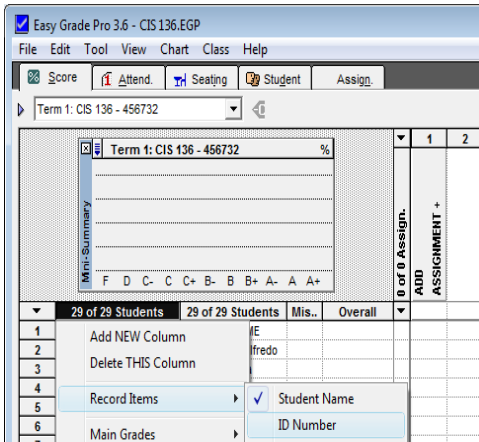 Easy Grade Pro 3.6 - CIS 136.EGP
File Edit Tool View Chart Class Help
% Score Attend. Seating Student Assign.
Term 1: CIS 136 - 456732
Term 1: CIS 136 - 456732 %
Mini-Summary
F D C- C C+ B- B B+ A- A A+
0 of 0 Assign.
1 2
ADD
ASSIGNMENT +
29 of 29 Students 29 of 29 Students Mis.. Overall
1
2
3
4
5
6
ME
lfredo
Add NEW Column
Delete THIS Column
Record Items
Main Grades
Student Name
ID Number